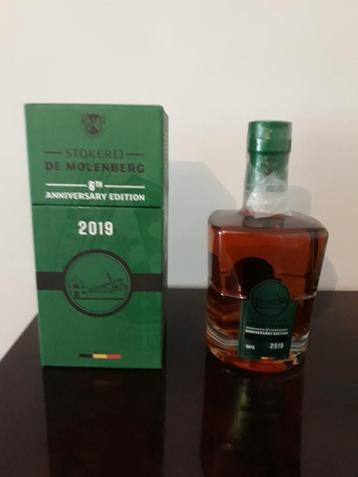 STOKERIJ
DE MOLENBERG
6TH
ANNIVERSARY EDITION
2019
ANNIVERSARY EDITION
2019